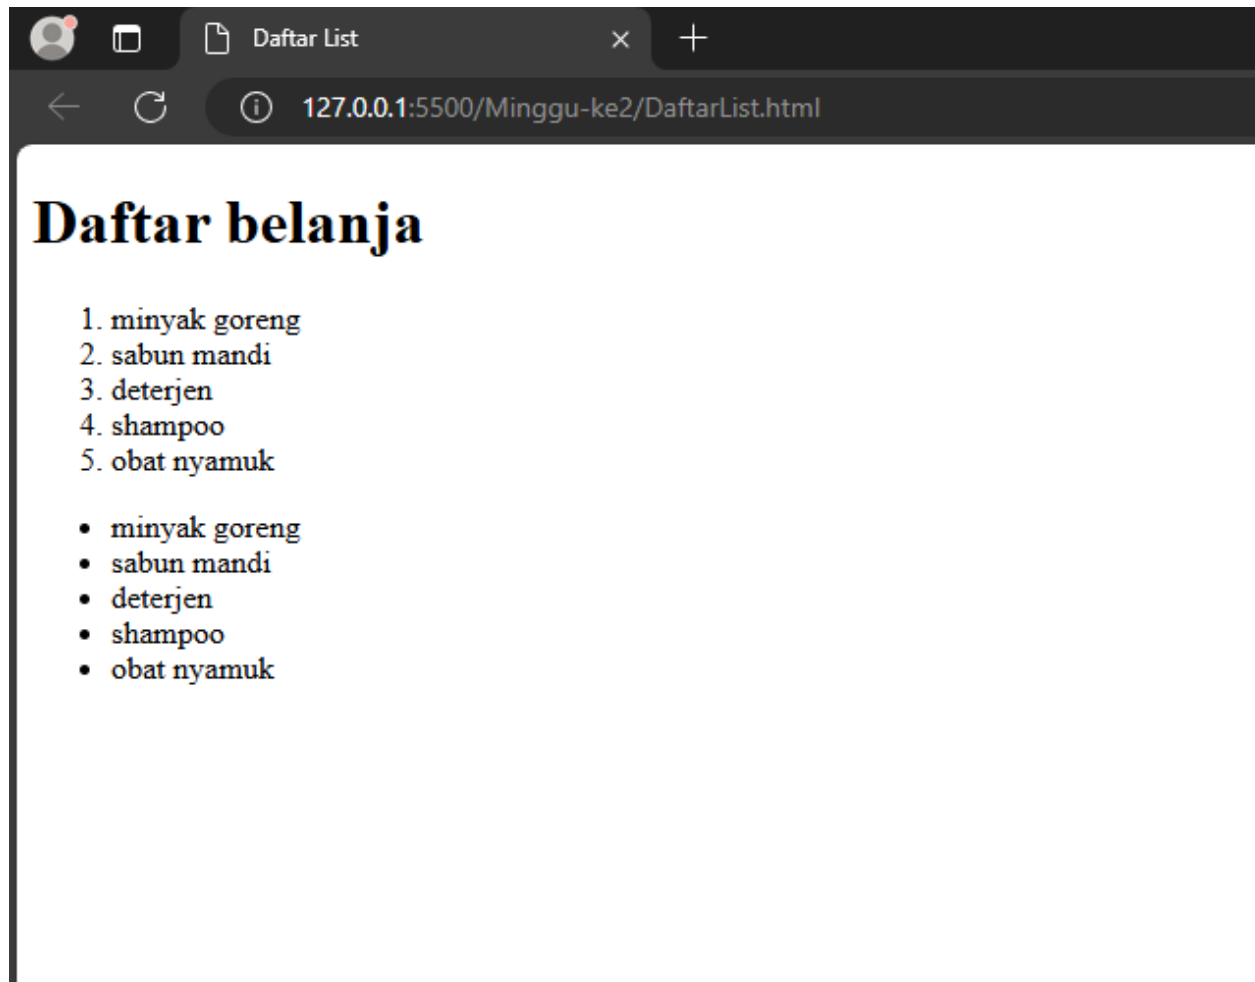 Daftar List
127.0.0.1:5500/Minggu-ke2/DaftarList.html
Daftar belanja
1. minyak goreng
2. sabun mandi
3. deterjen
4. shampoo
5. obat nyamuk
• minyak goreng
• sabun mandi
• deterjen
• shampoo
• obat nyamuk